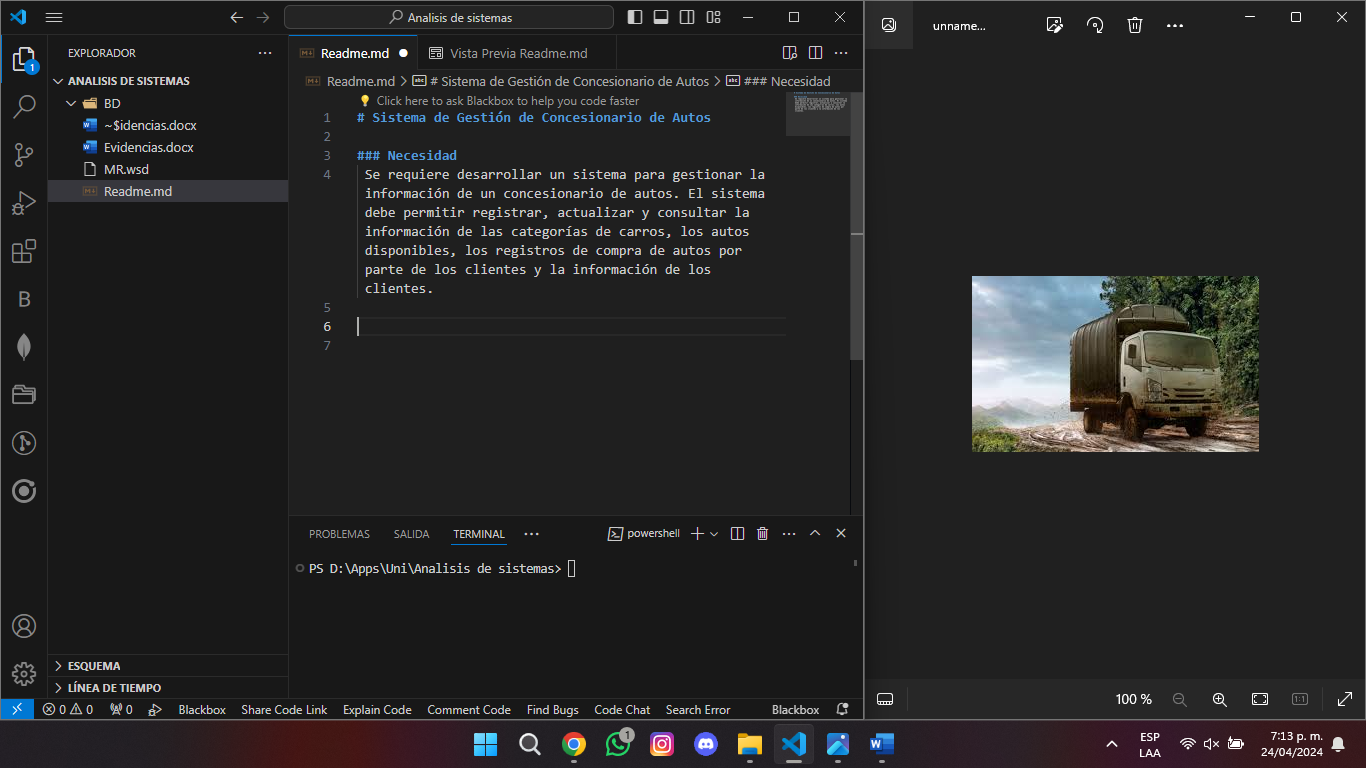 Analisis de sistemas
unname...
EXPLORADOR
Readme.md
Vista Previa Readme.md
1
ANALISIS DE SISTEMAS
Readme.md > # Sistema de Gestión de Concesionario de Autos > ### Necesidad
BD
~$idencias.docx
Evidencias.docx
MR.wsd
Readme.md
Click here to ask Blackbox to help you code faster
1 # Sistema de Gestión de Concesionario de Autos
2
3 ### Necesidad
4 Se requiere desarrollar un sistema para gestionar la
información de un concesionario de autos. El sistema
debe permitir registrar, actualizar y consultar la
información de las categorías de carros, los autos
disponibles, los registros de compra de autos por
parte de los clientes y la información de los
clientes.
5
6
7
PROBLEMAS SALIDA TERMINAL powershell
PS D:\Apps\Uni\Analisis de sistemas>
ESQUEMA
LÍNEA DE TIEMPO
0 0 0 Blackbox Share Code Link Explain Code Comment Code Find Bugs Code Chat Search Error Blackbox
100 % 1:1
1
ESP
LAA
7:13 p. m.
24/04/2024